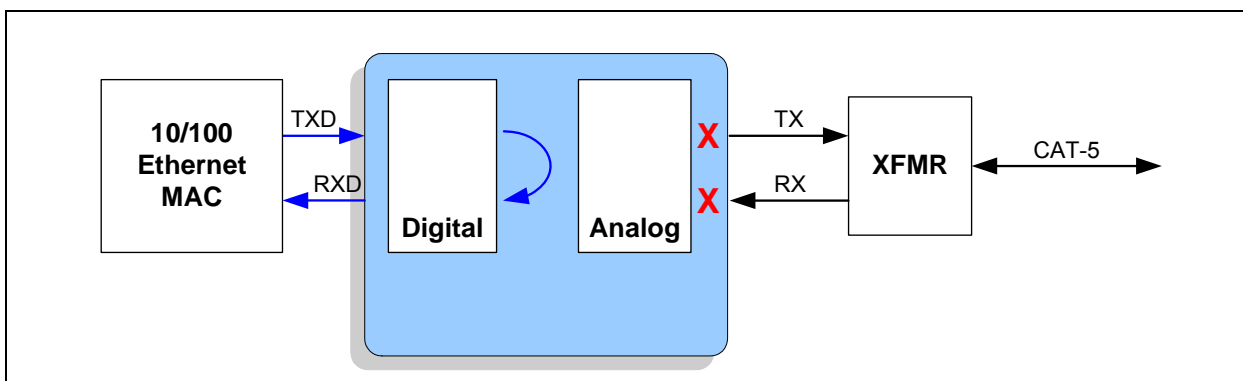 10/100
Ethernet
MAC
TXD
RXD
Digital
Analog
X
X
TX
RX
XFMR
CAT-5